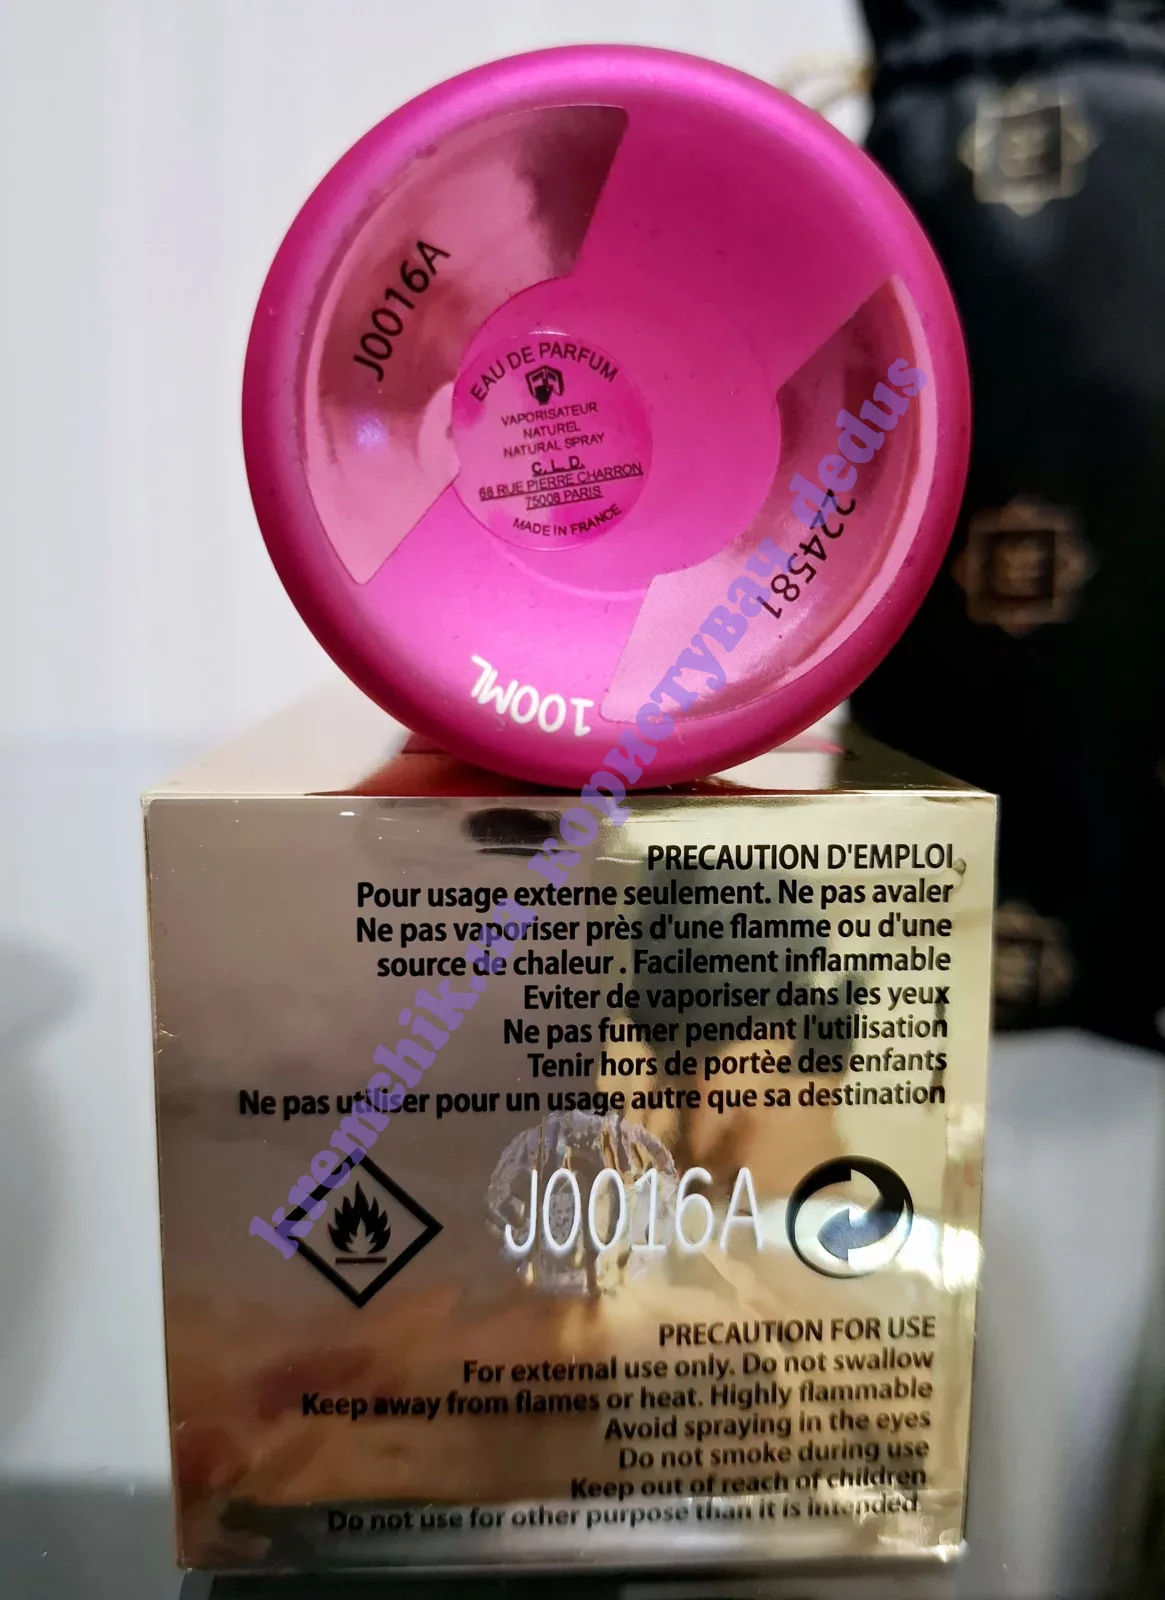 J0016A
EAU DE PARFUM
VAPORISATEUR
NATUREL
NATURAL SPRAY
C. L. D.
68 RUE PIERRE CHARRON
75008 PARIS
MADE IN FRANCE
224581
100ML
PRECAUTION D'EMPLOI
Pour usage externe seulement. Ne pas avaler
Ne pas vaporiser près d'une flamme ou d'une
source de chaleur . Facilement inflammable
Eviter de vaporiser dans les yeux
Ne pas fumer pendant l'utilisation
Tenir hors de portèe des enfants
Ne pas utiliser pour un usage autre que sa destination
J0016A
PRECAUTION FOR USE
For external use only. Do not swallow
Keep away from flames or heat. Highly flammable
Avoid spraying in the eyes
Do not smoke during use
Keep out of reach of children
Do not use for other purpose than it is intended.
kremchik.ua користувач dedus